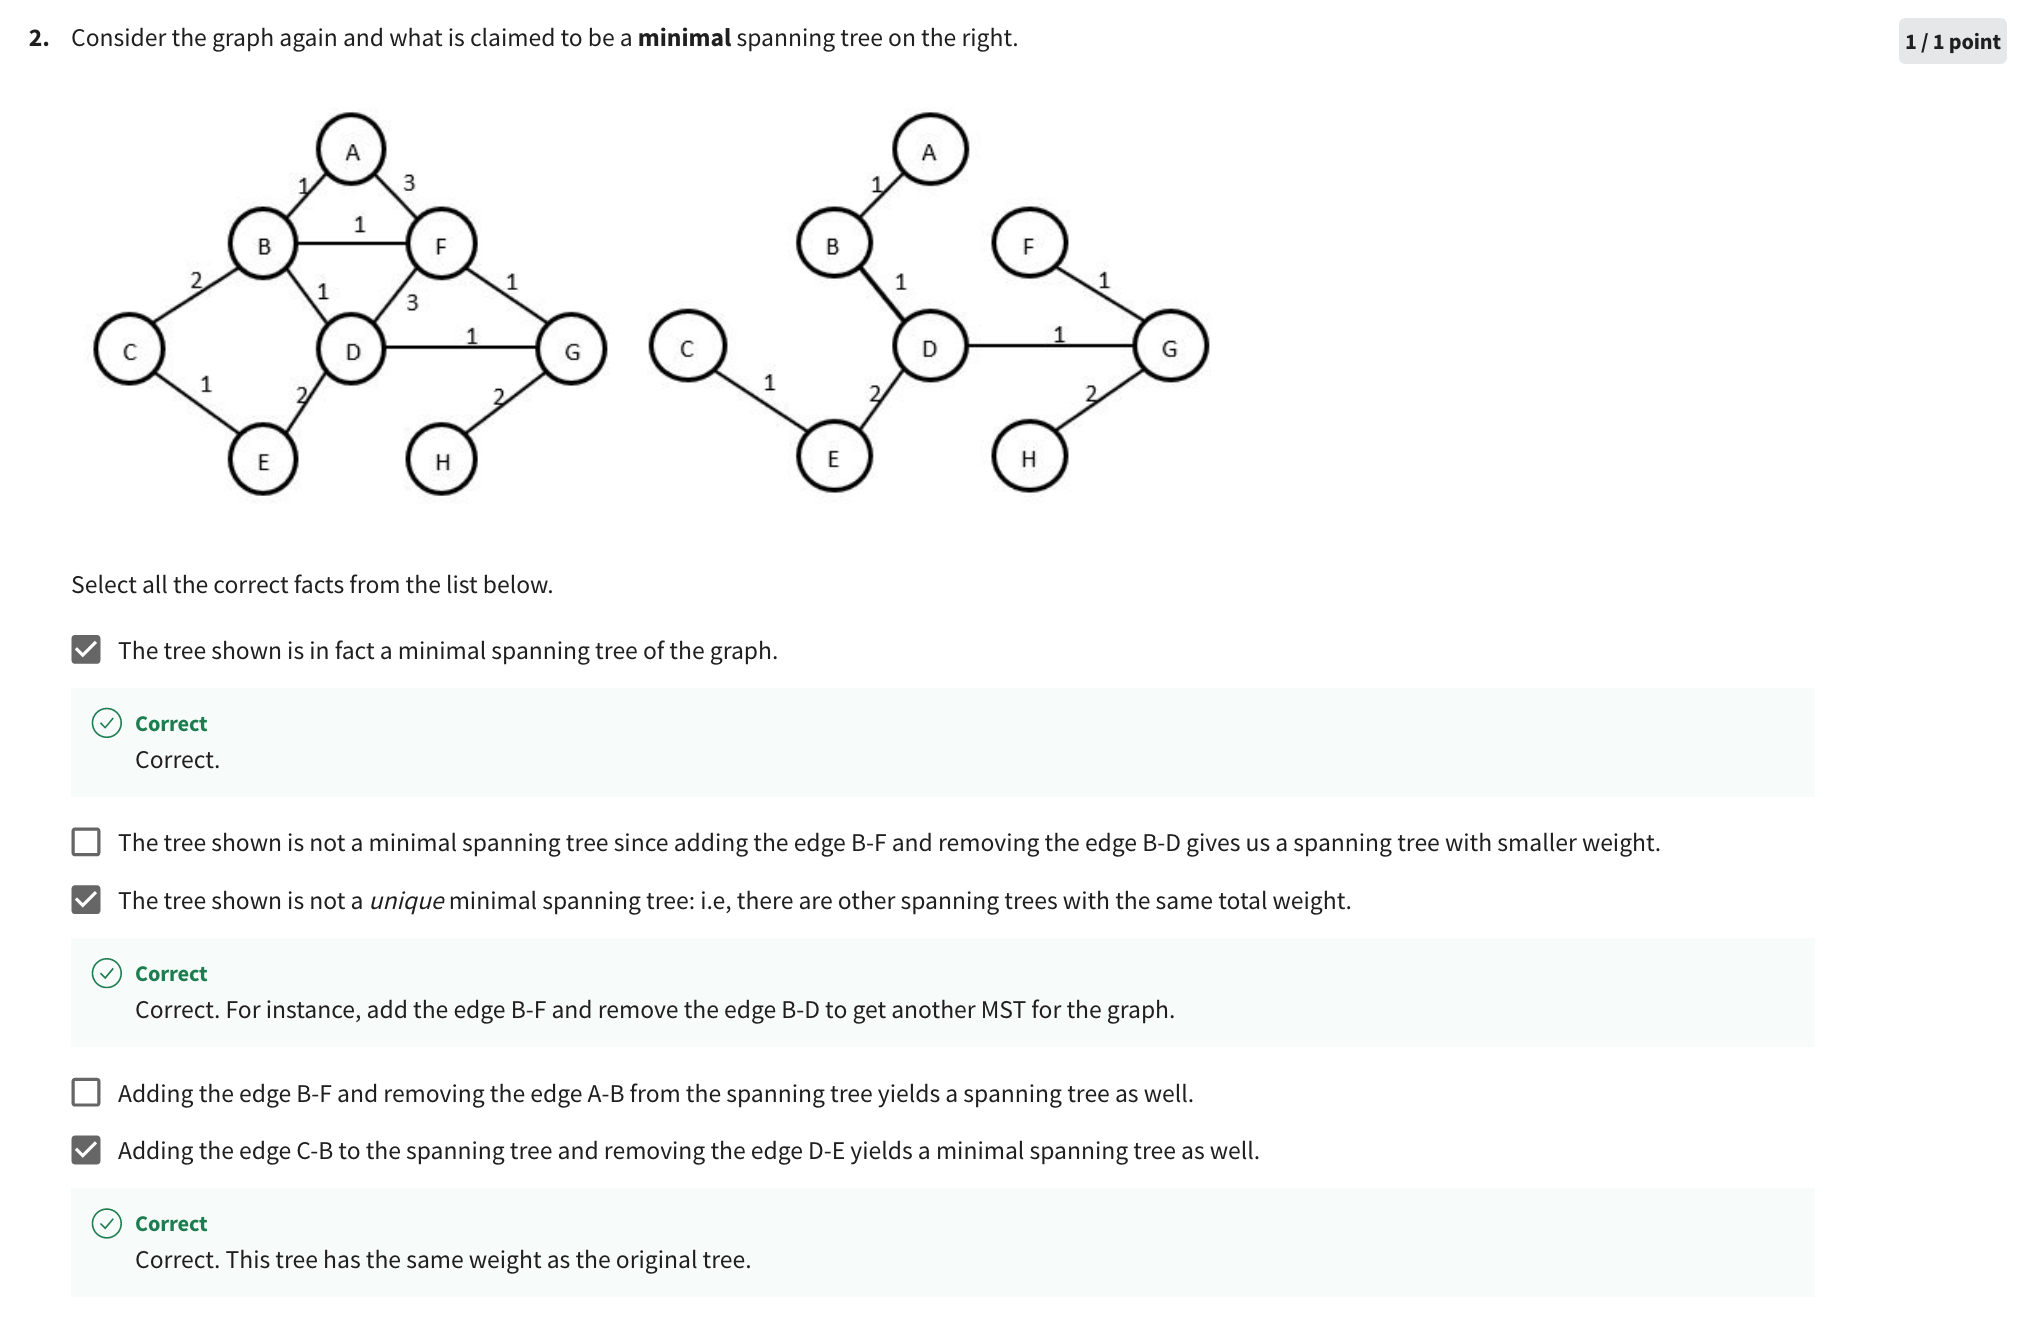 2. Consider the graph again and what is claimed to be a minimal spanning tree on the right.
1 / 1 point
A
A
1
3
1
1
B
F
B
F
2
1
3
1
1
1
C
D
1
G
C
D
1
G
1
2
2
1
2
2
E
H
E
H
Select all the correct facts from the list below.
The tree shown is in fact a minimal spanning tree of the graph.
Correct
Correct.
The tree shown is not a minimal spanning tree since adding the edge B-F and removing the edge B-D gives us a spanning tree with smaller weight.
The tree shown is not a unique minimal spanning tree: i.e, there are other spanning trees with the same total weight.
Correct
Correct. For instance, add the edge B-F and remove the edge B-D to get another MST for the graph.
Adding the edge B-F and removing the edge A-B from the spanning tree yields a spanning tree as well.
Adding the edge C-B to the spanning tree and removing the edge D-E yields a minimal spanning tree as well.
Correct
Correct. This tree has the same weight as the original tree.